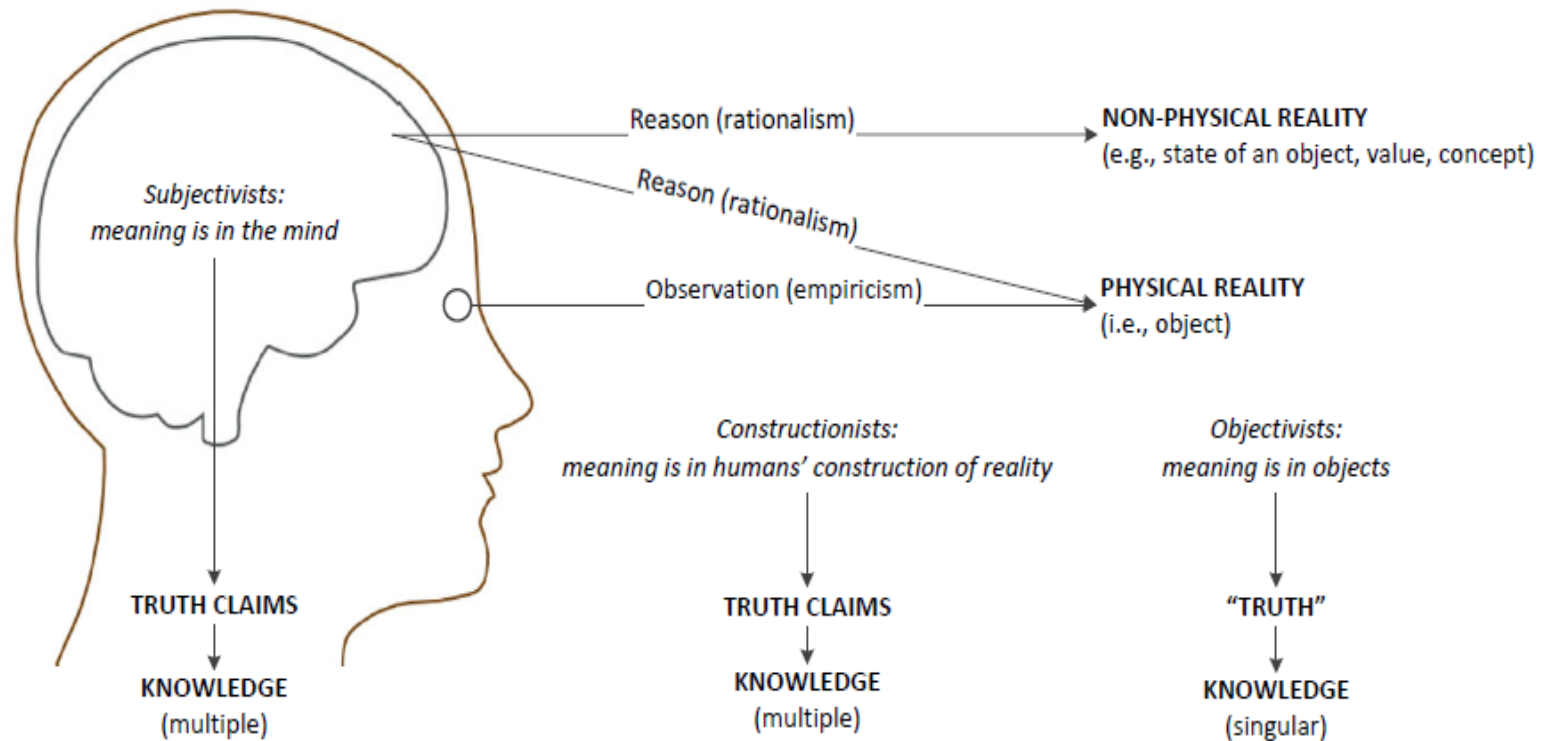 Reason (rationalism)
NON-PHYSICAL REALITY
(e.g., state of an object, value, concept)
Reason (rationalism)
Subjectivists:
meaning is in the mind
Observation (empiricism)
PHYSICAL REALITY
(i.e., object)
Constructionists:
meaning is in humans’ construction of reality
Objectivists:
meaning is in objects
TRUTH CLAIMS
KNOWLEDGE
(multiple)
TRUTH CLAIMS
KNOWLEDGE
(multiple)
“TRUTH”
KNOWLEDGE
(singular)